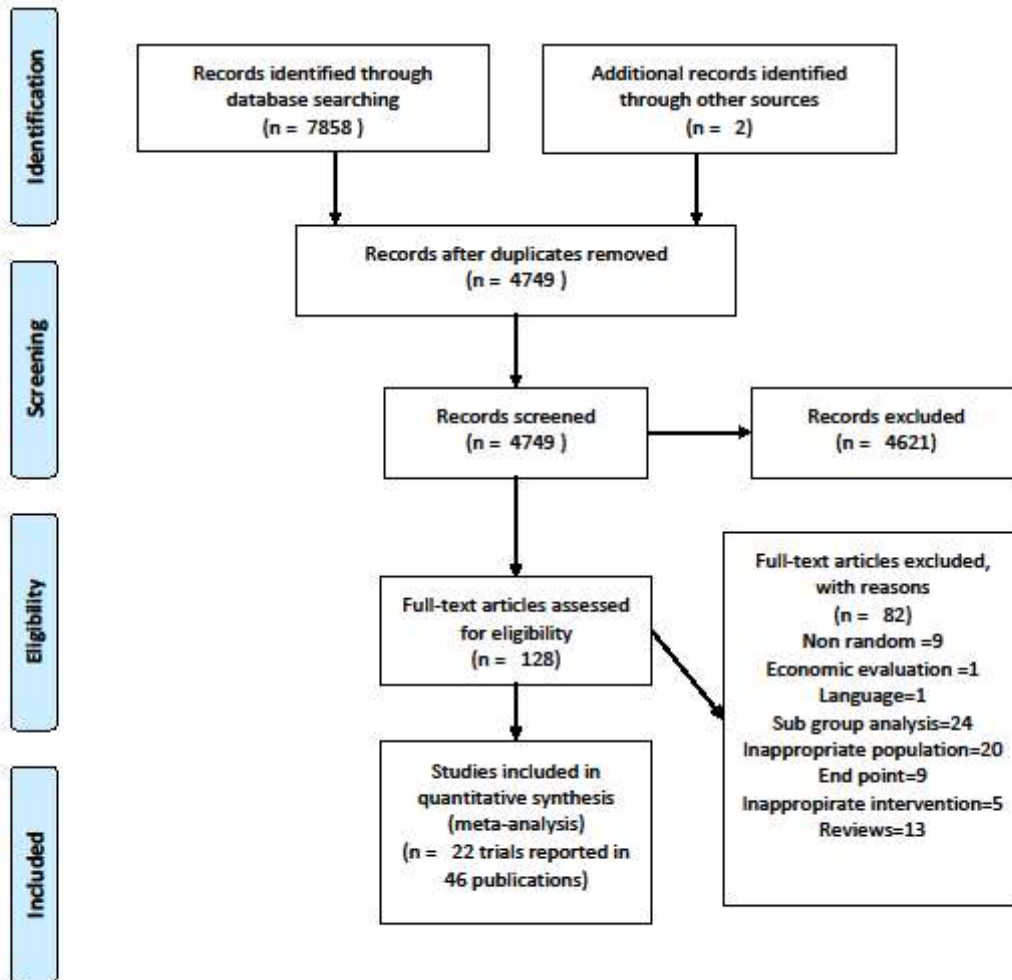 Identification
Records identified through
database searching
(n = 7858 )
Additional records identified
through other sources
(n = 2)
Records after duplicates removed
(n = 4749 )
Screening
Records screened
(n = 4749 )
Records excluded
(n = 4621)
Eligibility
Full-text articles assessed
for eligibility
(n = 128)
Full-text articles excluded,
with reasons
(n = 82)
Non random =9
Economic evaluation =1
Language=1
Sub group analysis=24
Inappropriate population=20
End point=9
Inappropirate intervention=5
Reviews=13
Included
Studies included in
quantitative synthesis
(meta-analysis)
(n = 22 trials reported in
46 publications)